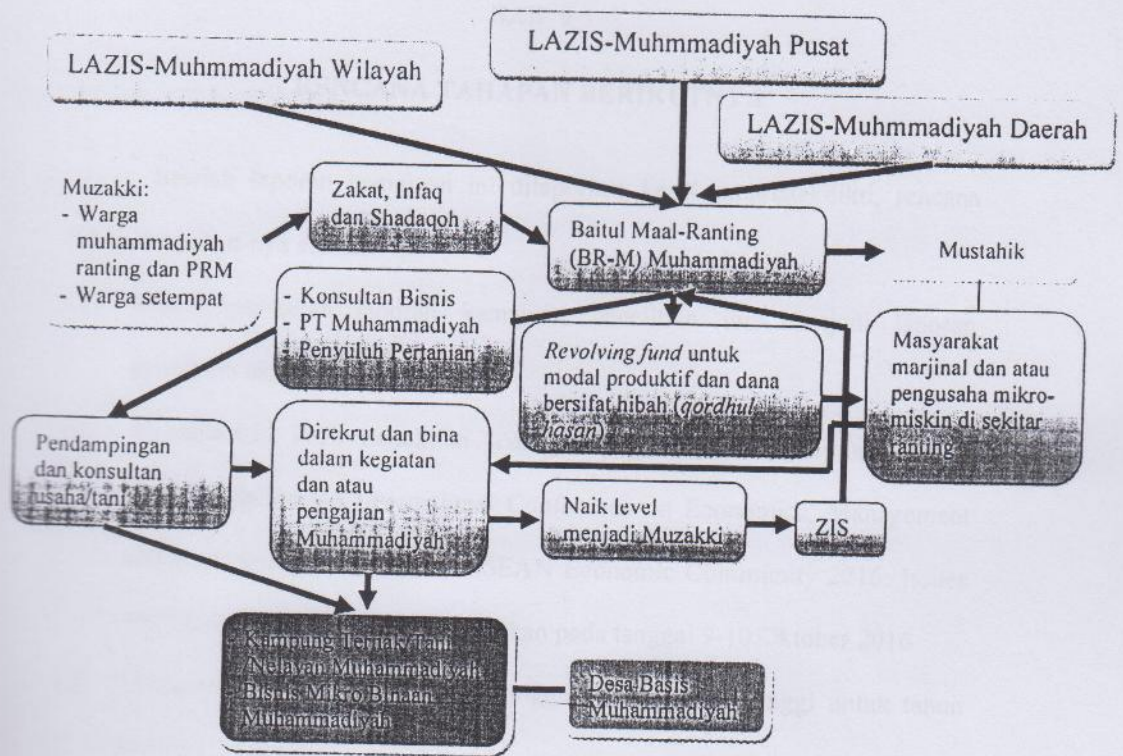 LAZIS-Muhmmadiyah Pusat
LAZIS-Muhmmadiyah Wilayah
LAZIS-Muhmmadiyah Daerah
Muzakki:
- Warga
muhammadiyah
ranting dan PRM
- Warga setempat
Zakat, Infaq
dan Shadaqoh
Baitul Maal-Ranting
(BR-M) Muhammadiyah
Mustahik
- Konsultan Bisnis
- PT Muhammadiyah
- Penyuluh Pertanian
Revolving fund untuk
modal produktif dan dana
bersifat hibah (qordhul
hasan)
Masyarakat
marjinal dan atau
pengusaha mikro-
miskin di sekitar
ranting
Pendampingan
dan konsultan
usaha/tani
Direkrut dan bina
dalam kegiatan
dan atau
pengajian
Muhammadiyah
Naik level
menjadi Muzakki
ZIS
- Kampung Ternak/Tani
/Nelayan Muhammadiyah
- Bisnis Mikro Binaan
Muhammadiyah
Desa Basis
Muhammadiyah